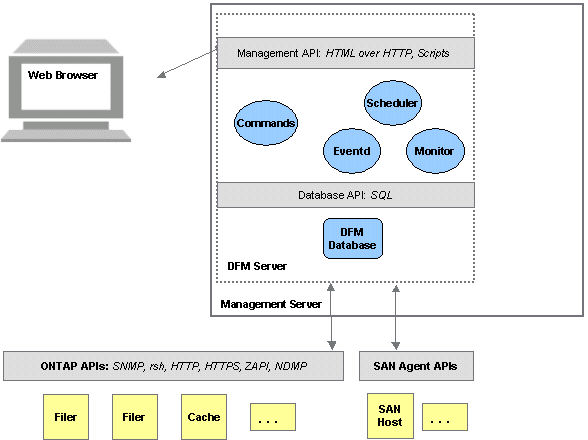 Web Browser
Management API: HTML over HTTP, Scripts
Commands
Scheduler
Eventd
Monitor
Database API: SQL
DFM
Database
DFM Server
Management Server
ONTAP APIs: SNMP, rsh, HTTP, HTTPS, ZAPI, NDMP
SAN Agent APIs
Filer
Filer
Cache
...
SAN
Host
...